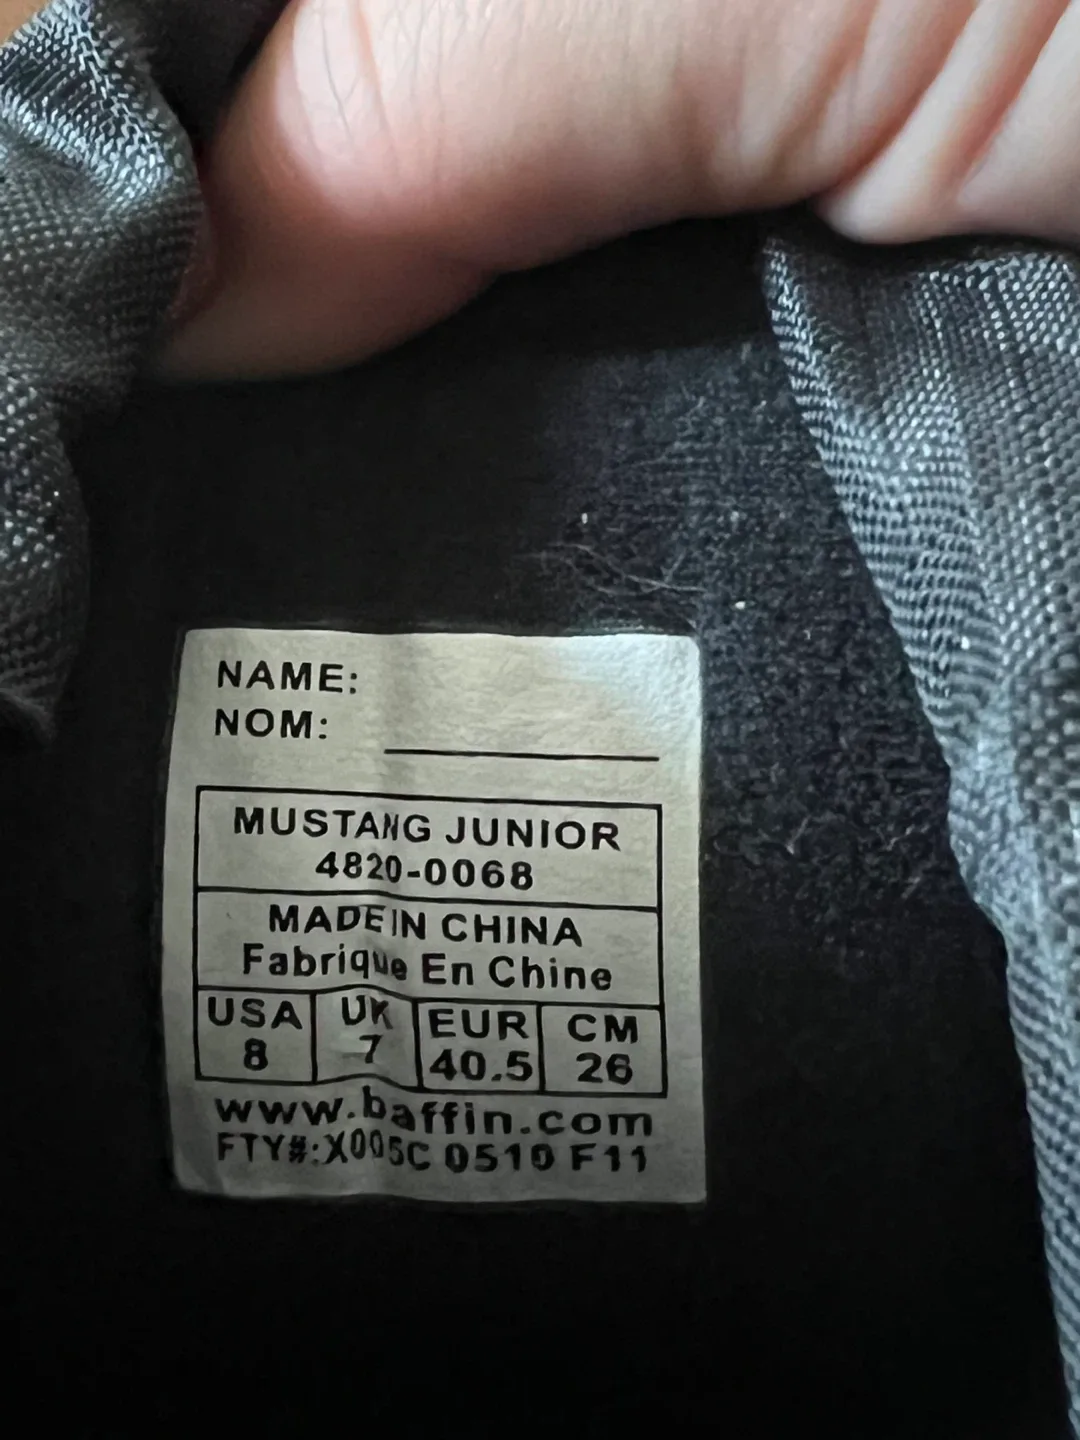 NAME:
NOM:
MUSTANG JUNIOR
4820-0068
MADE IN CHINA
Fabrique En Chine
USA UK EUR CM
8 7 40.5 26
www.baffin.com
FTY#:X005C 0510 F11